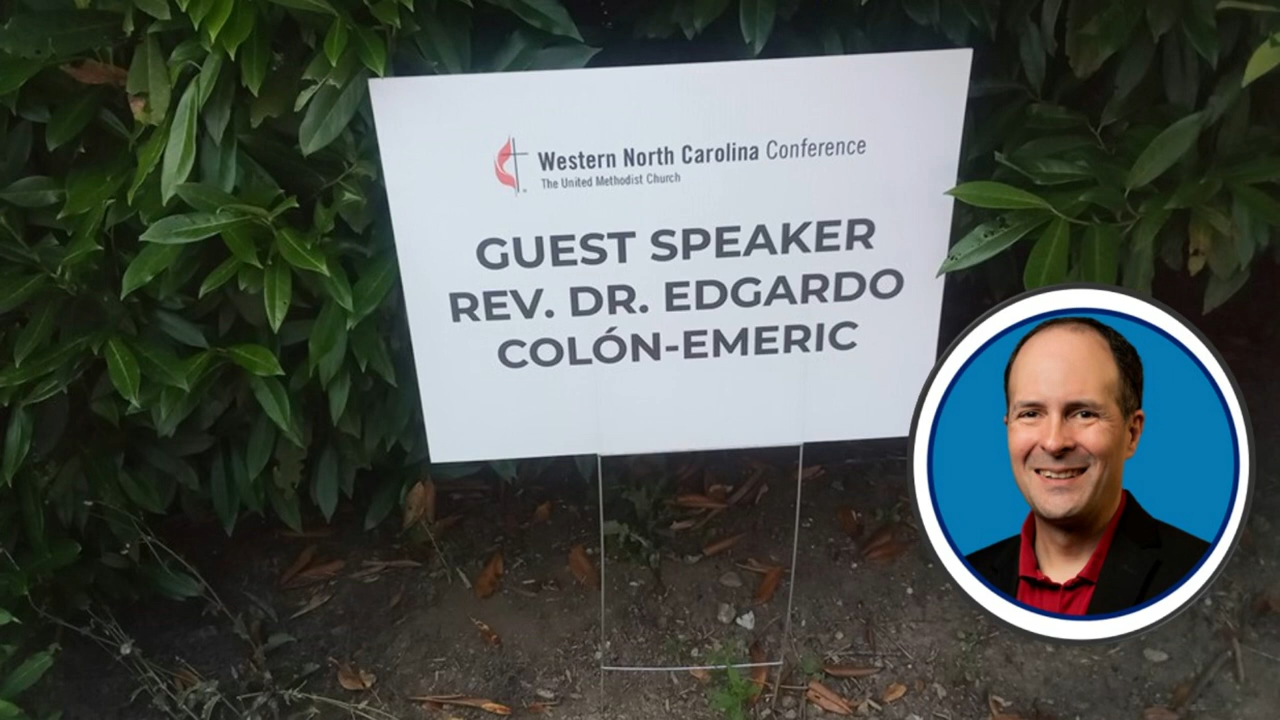 Western North Carolina Conference
The United Methodist Church
GUEST SPEAKER
REV. DR. EDGARDO
COLÓN-EMERIC